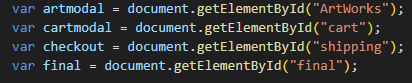 var artmodal = document.getElementById("ArtWorks");
var cartmodal = document.getElementById("cart");
var checkout = document.getElementById("shipping");
var final = document.getElementById("final");